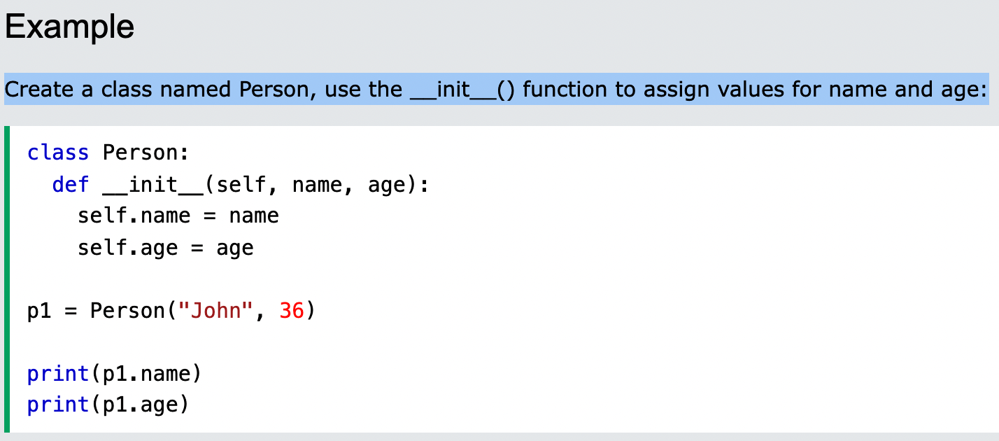 Example
Create a class named Person, use the __init__() function to assign values for name and age:
class Person:
  def __init__(self, name, age):
    self.name = name
    self.age = age
p1 = Person("John", 36)
print(p1.name)
print(p1.age)